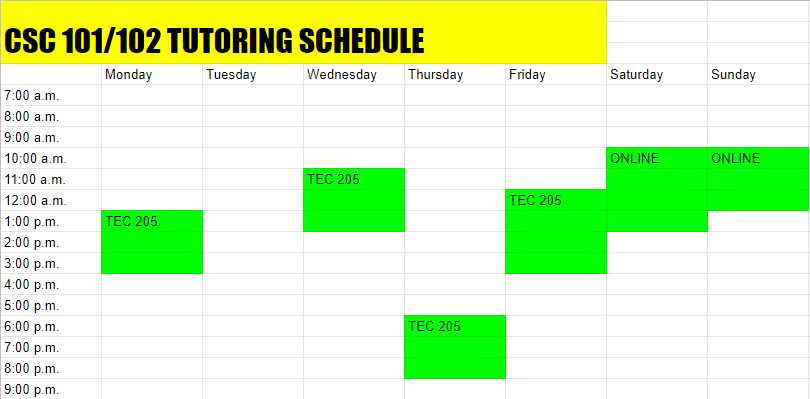 CSC 101/102 TUTORING SCHEDULE
Monday Tuesday Wednesday Thursday Friday Saturday Sunday
7:00 a.m.
8:00 a.m.
9:00 a.m.
10:00 a.m. ONLINE ONLINE
11:00 a.m. TEC 205
12:00 a.m. TEC 205
1:00 p.m. TEC 205
2:00 p.m.
3:00 p.m.
4:00 p.m.
5:00 p.m.
6:00 p.m. TEC 205
7:00 p.m.
8:00 p.m.
9:00 p.m.